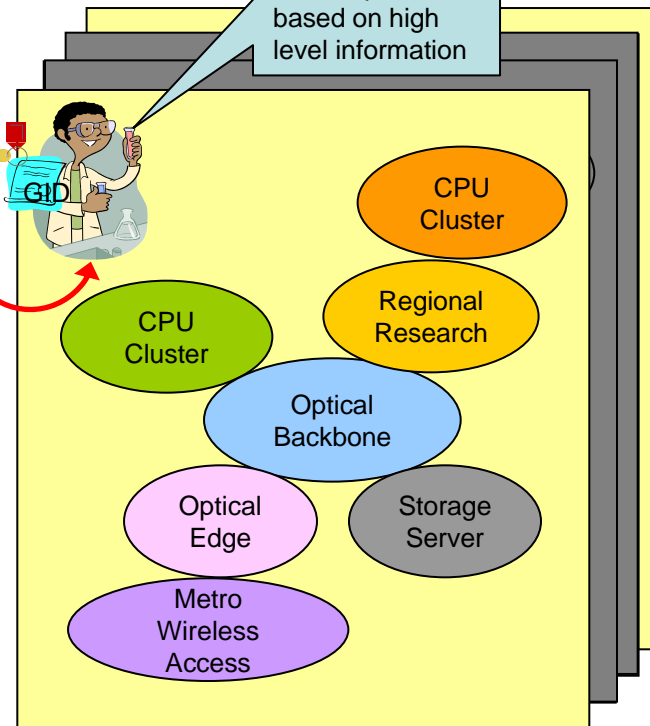 based on high
level information
GID
CPU
Cluster
Regional
Research
CPU
Cluster
Optical
Backbone
Optical
Edge
Storage
Server
Metro
Wireless
Access